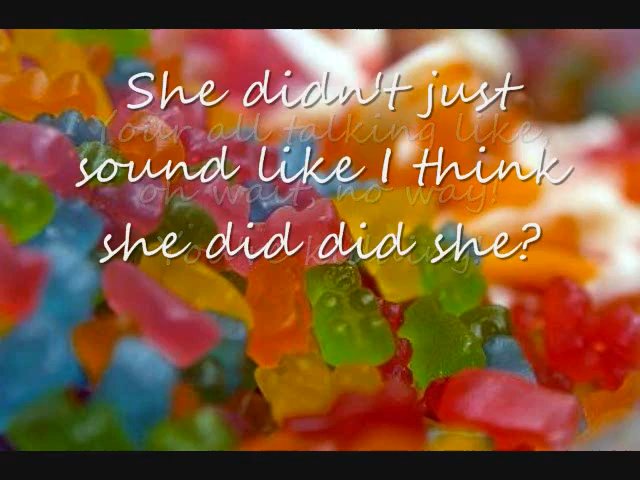 She didn't just
Your all talking like
sound like I think
oh wait, no way!
she did did she?